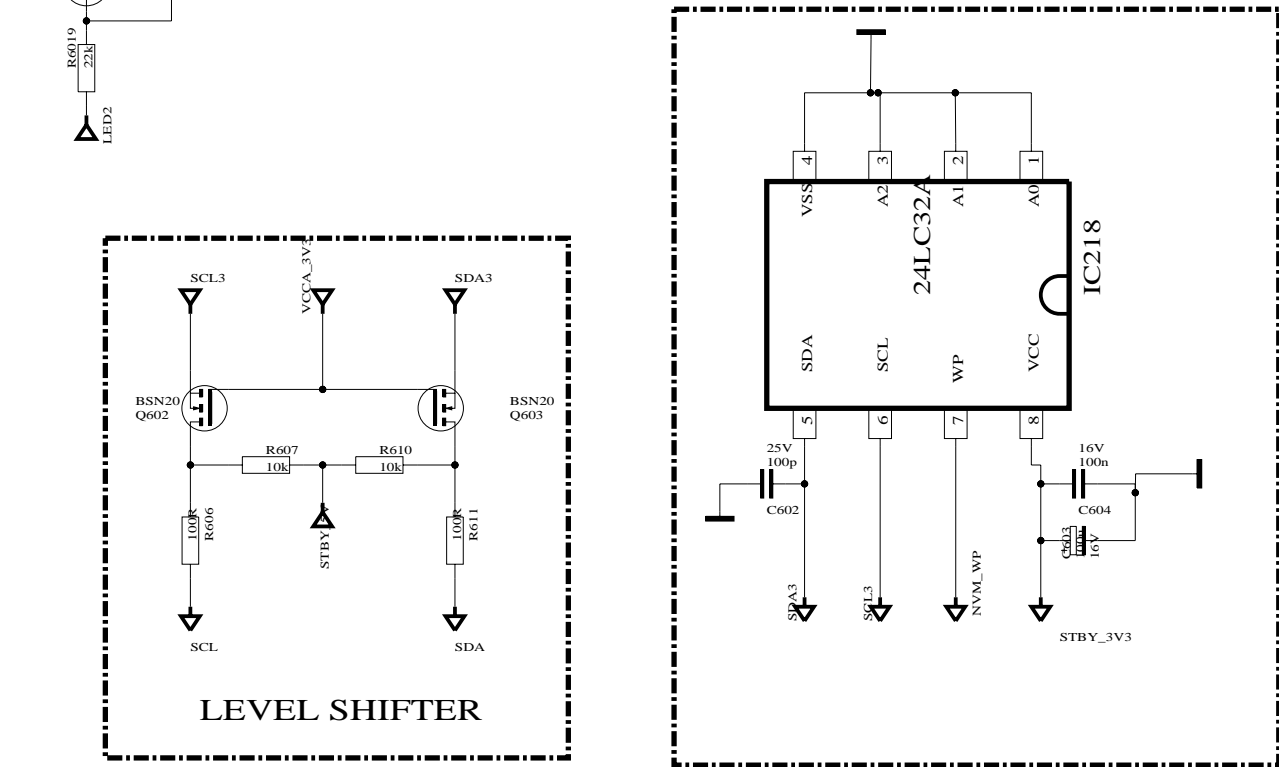 R6019
22k
LED2
SCL3
VCCA_3V3
SDA3
BSN20
Q602
BSN20
Q603
R607
10k
R610
10k
100R
R606
100R
R611
SCL
SDA
LEVEL SHIFTER
4
3
2
1
VSS
A2
A1
A0
24LC32A
IC218
SDA
SCL
WP
VCC
5
6
7
8
25V
100p
C602
16V
100n
C604
C603
16V
SDA3
SCL3
NVM_WP
STBY_3V3